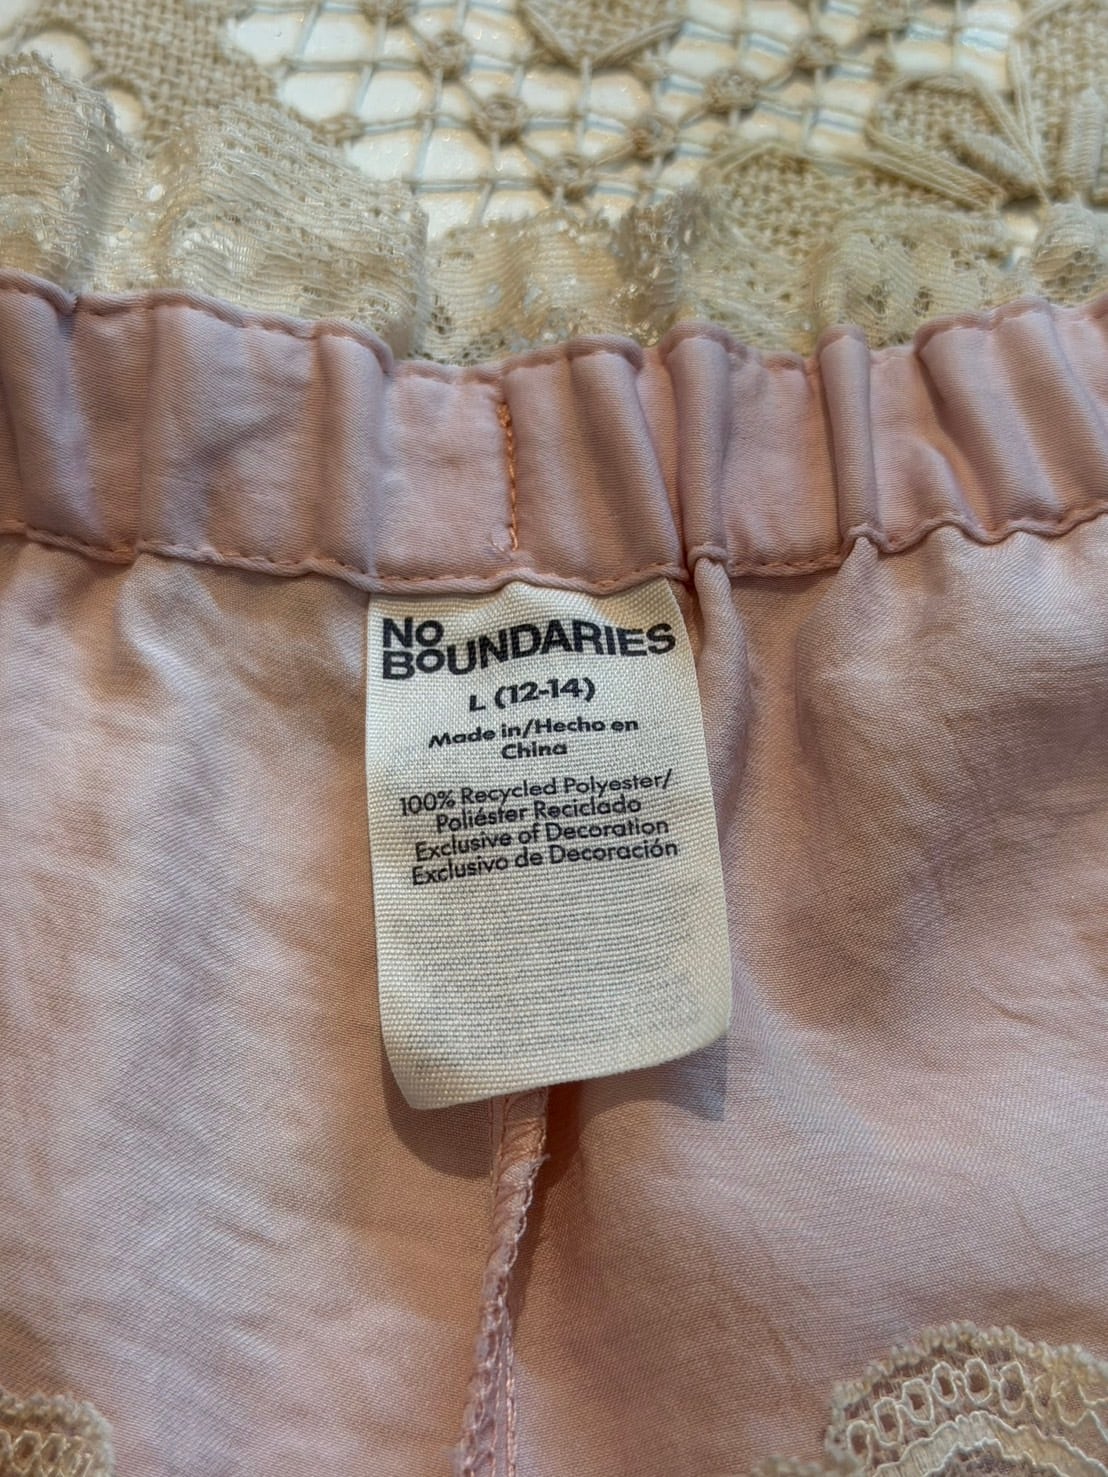 No
BoUNDARIES
L (12-14)
Made in/Hecho en
China
100% Recycled Polyester/
Poliéster Reciclado
Exclusive of Decoration
Exclusivo de Decoración